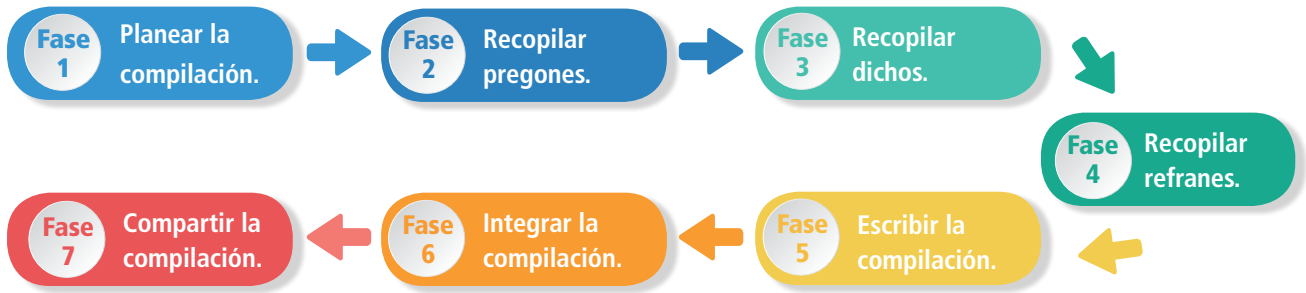 Fase
1
Planear la
compilación.
Fase
2
Recopilar
pregones.
Fase
3
Recopilar
dichos.
Fase
4
Recopilar
refranes.
Fase
5
Escribir la
compilación.
Fase
6
Integrar la
compilación.
Fase
7
Compartir la
compilación.